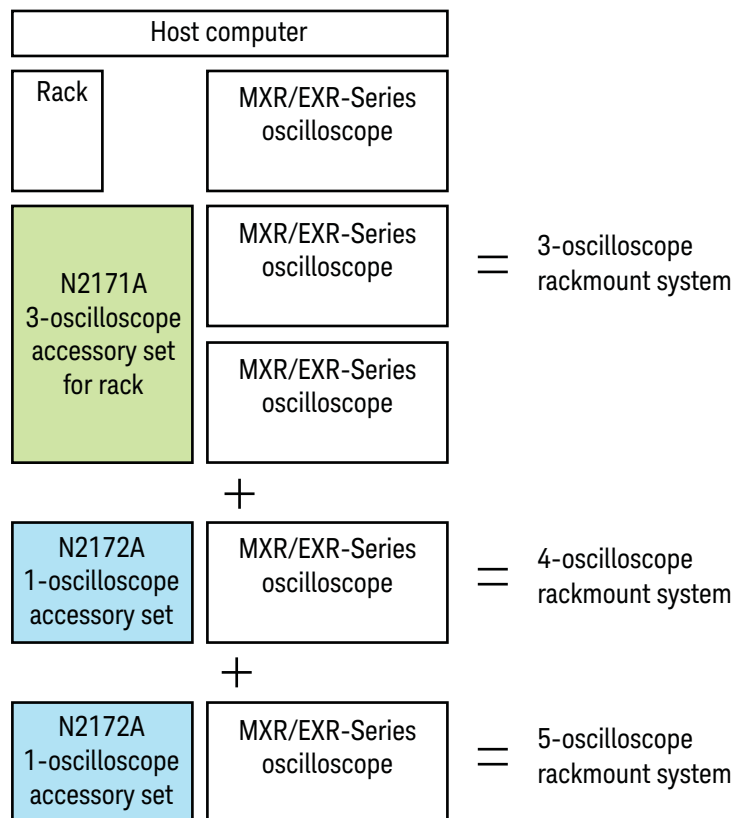 Host computer
Rack
MXR/EXR-Series
oscilloscope
N2171A
3-oscilloscope
accessory set
for rack
MXR/EXR-Series
oscilloscope
MXR/EXR-Series
oscilloscope
=
3-oscilloscope
rackmount system
+
N2172A
1-oscilloscope
accessory set
MXR/EXR-Series
oscilloscope
=
4-oscilloscope
rackmount system
+
N2172A
1-oscilloscope
accessory set
MXR/EXR-Series
oscilloscope
=
5-oscilloscope
rackmount system